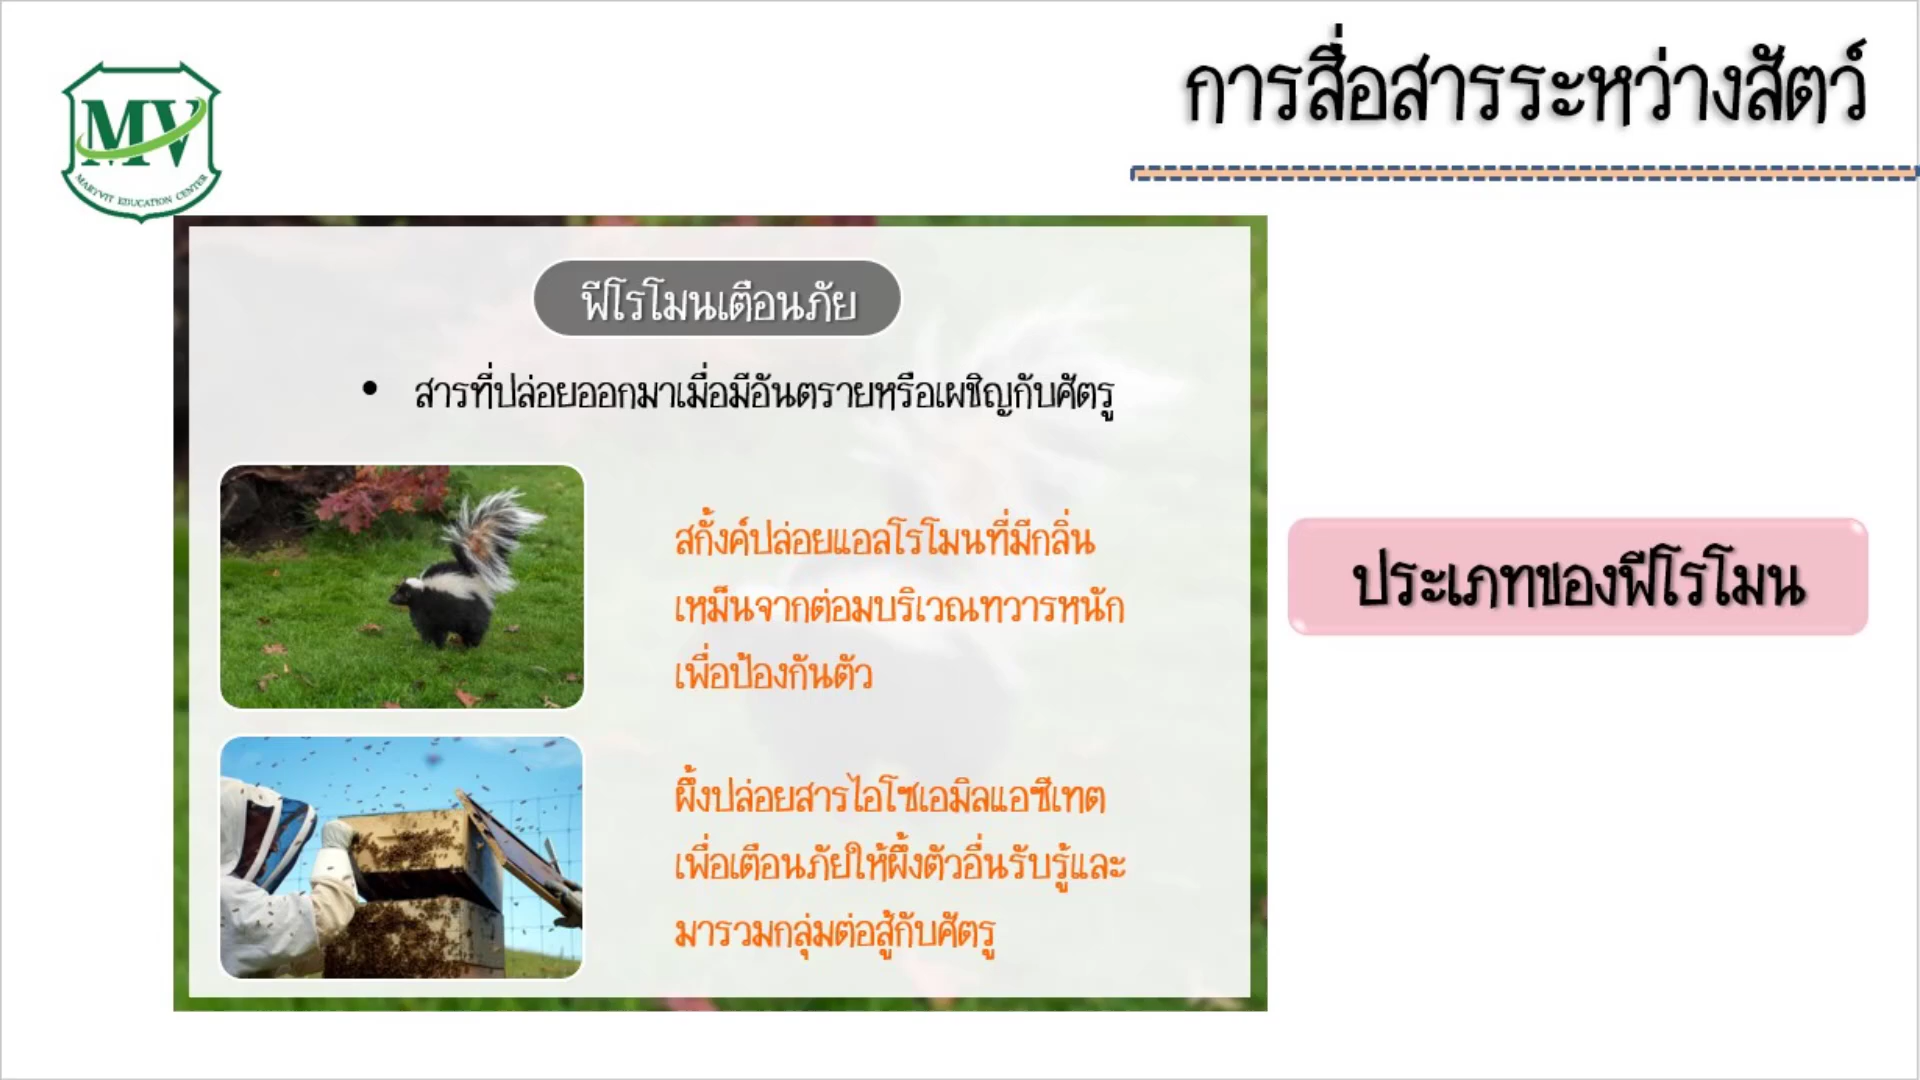 การสื่อสารระหว่างสัตว์
MV
MARYVIT EDUCATION CENTER
ฟีโรโมนเตือนภัย
• สารที่ปล่อยออกมาเมื่อมีอันตรายหรือเผชิญกับศัตรู
สกั้งค์ปล่อยแอลโรโมนที่มีกลิ่น
เหม็นจากต่อมบริเวณทวารหนัก
เพื่อป้องกันตัว
ประเภทของฟีโรโมน
ผึ้งปล่อยสารไอโซเอมิลแอซีเทต
เพื่อเตือนภัยให้ผึ้งตัวอื่นรับรู้และ
มารวมกลุ่มต่อสู้กับศัตรู